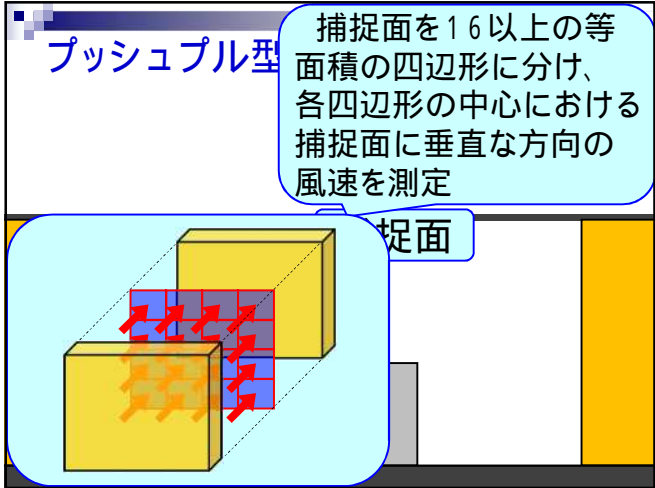 プッシュプル型
捕捉面を16以上の等
面積の四辺形に分け、
各四辺形の中心における
捕捉面に垂直な方向の
風速を測定
捉面